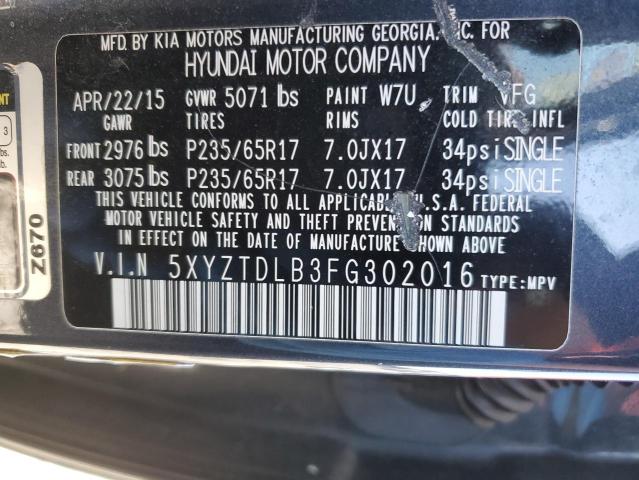 MFD. BY KIA MOTORS MANUFACTURING GEORGIA, INC. FOR
HYUNDAI MOTOR COMPANY
APR/22/15 GVWR 5071 lbs PAINT W7U TRIM FG
GAWR TIRES RIMS COLD TIRE INFL
FRONT 2976 lbs P235/65R17 7.0JX17 34psi SINGLE
REAR 3075 lbs P235/65R17 7.0JX17 34psi SINGLE
THIS VEHICLE CONFORMS TO ALL APPLICABLE U.S.A. FEDERAL
MOTOR VEHICLE SAFETY AND THEFT PREVENTION STANDARDS
IN EFFECT ON THE DATE OF MANUFACTURE SHOWN ABOVE
V.I.N 5XYZTDLB3FG302016 TYPE:MPV
Z670
3
lbs.